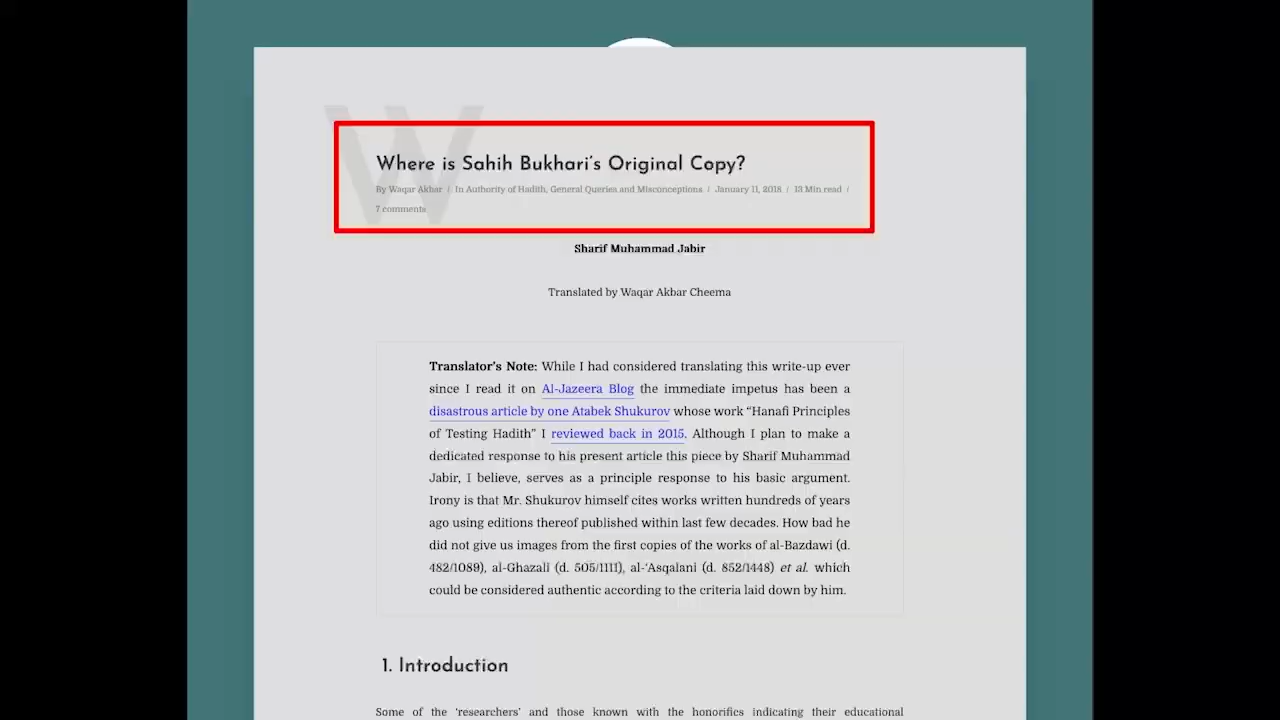 Where is Sahih Bukhari's Original Copy?
By Waqar Akbar / In Authority of Hadith, General Queries and Misconceptions / January 11, 2018 / 13 Min read /
7 comments
Sharif Muhammad Jabir
Translated by Waqar Akbar Cheema
Translator's Note: While I had considered translating this write-up ever
since I read it on Al-Jazeera Blog the immediate impetus has been a
disastrous article by one Atabek Shukurov whose work “Hanafi Principles
of Testing Hadith” I reviewed back in 2015. Although I plan to make a
dedicated response to his present article this piece by Sharif Muhammad
Jabir, I believe, serves as a principle response to his basic argument.
Irony is that Mr. Shukurov himself cites works written hundreds of years
ago using editions thereof published within last few decades. How bad he
did not give us images from the first copies of the works of al-Bazdawi (d.
482/1089), al-Ghazali (d. 505/1111), al-‘Asqalani (d. 852/1448) et al. which
could be considered authentic according to the criteria laid down by him.
1. Introduction
Some of the ‘researchers’ and those known with the honorifics indicating their educational